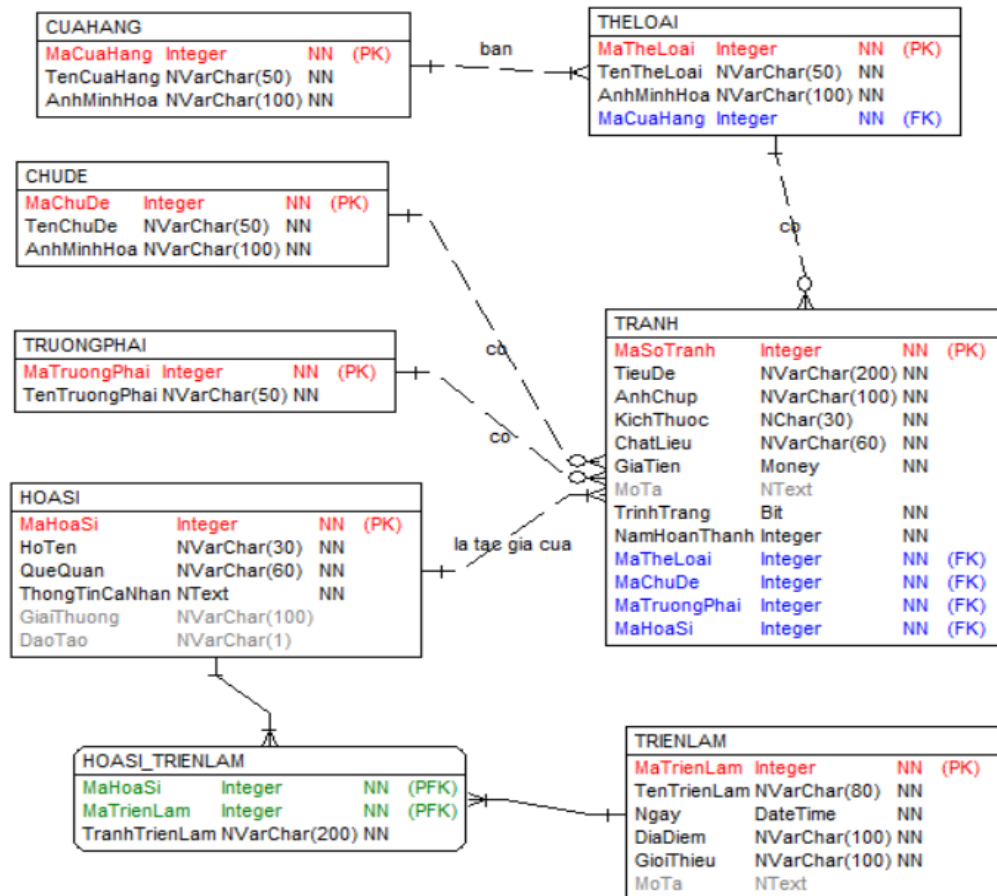 CUAHANG
MaCuaHang Integer NN (PK)
TenCuaHang NVarChar(50) NN
AnhMinhHoa NVarChar(100) NN
ban
THELOAI
MaTheLoai Integer NN (PK)
TenTheLoai NVarChar(50) NN
AnhMinhHoa NVarChar(100) NN
MaCuaHang Integer NN (FK)
co
CHUDE
MaChuDe Integer NN (PK)
TenChuDe NVarChar(50) NN
AnhMinhHoa NVarChar(100) NN
co
TRUONGPHAI
MaTruongPhai Integer NN (PK)
TenTruongPhai NVarChar(50) NN
co
TRANH
MaSoTranh Integer NN (PK)
TieuDe NVarChar(200) NN
AnhChup NVarChar(100) NN
KichThuoc NChar(30) NN
ChatLieu NVarChar(60) NN
GiaTien Money NN
MoTa NText
TrinhTrang Bit NN
NamHoanThanh Integer NN
MaTheLoai Integer NN (FK)
MaChuDe Integer NN (FK)
MaTruongPhai Integer NN (FK)
MaHoaSi Integer NN (FK)
HOASI
MaHoaSi Integer NN (PK)
HoTen NVarChar(30) NN
QueQuan NVarChar(60) NN
ThongTinCaNhan NText NN
GiaiThuong NVarChar(100)
DaoTao NVarChar(1)
la tac gia cua
HOASI_TRIENLAM
MaHoaSi Integer NN (PFK)
MaTrienLam Integer NN (PFK)
TranhTrienLam NVarChar(200) NN
TRIENLAM
MaTrienLam Integer NN (PK)
TenTrienLam NVarChar(80) NN
Ngay DateTime NN
DiaDiem NVarChar(100) NN
GioiThieu NVarChar(100) NN
MoTa NText